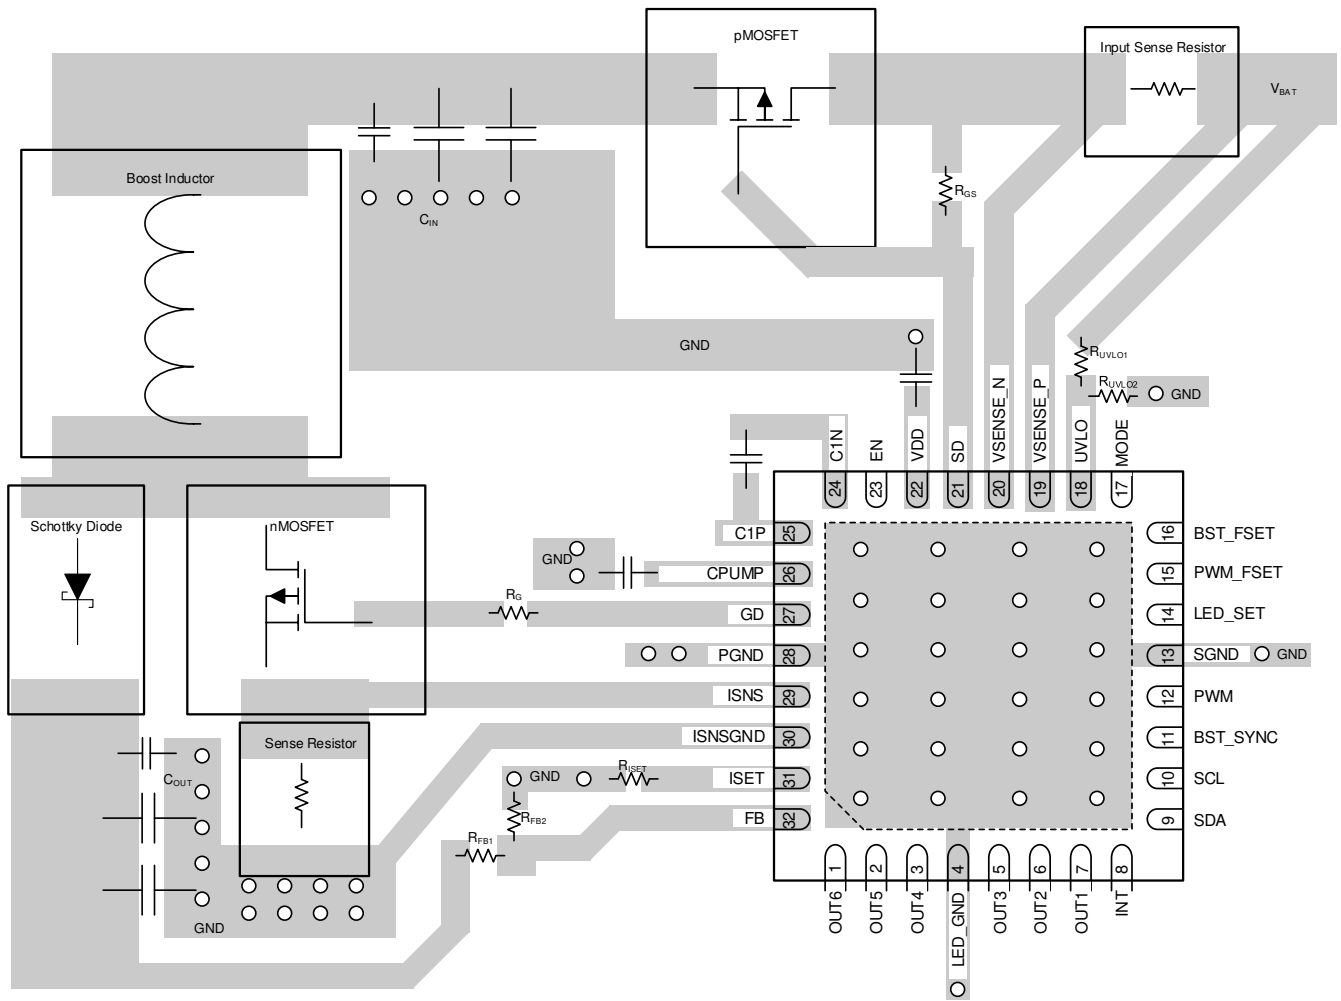 pMOSFET
Input Sense Resistor
VBAT
Boost Inductor
RGS
CIN
GND
RUVLO1
RUVLO2
GND
C1N
EN
VDD
SD
VSENSE_N
VSENSE_P
UVLO
MODE
24
23
22
21
20
19
18
17
Schottky Diode
nMOSFET
C1P
25
16
BST_FSET
GND
CPUMP
26
15
PWM_FSET
RG
GD
27
14
LED_SET
PGND
28
13
SGND
GND
ISNS
29
12
PWM
Sense Resistor
ISNSGND
30
11
BST_SYNC
COUT
GND
RISET
ISET
31
10
SCL
RFB2
FB
32
9
SDA
RFB1
1
2
3
4
5
6
7
8
OUT6
OUT5
OUT4
LED_GND
OUT3
OUT2
OUT1
INT
GND